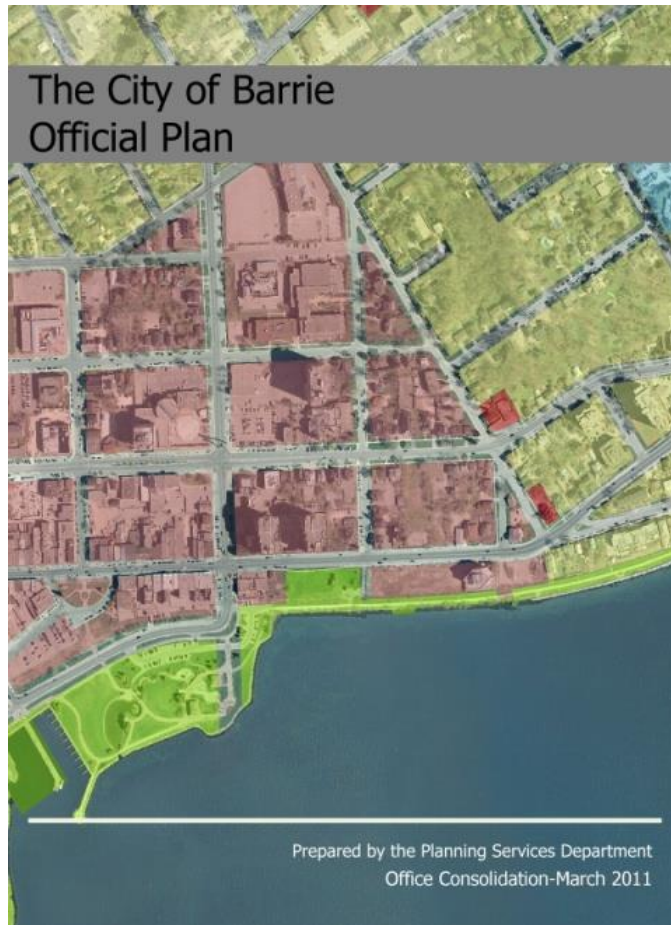 The City of Barrie
Official Plan
Prepared by the Planning Services Department
Office Consolidation-March 2011